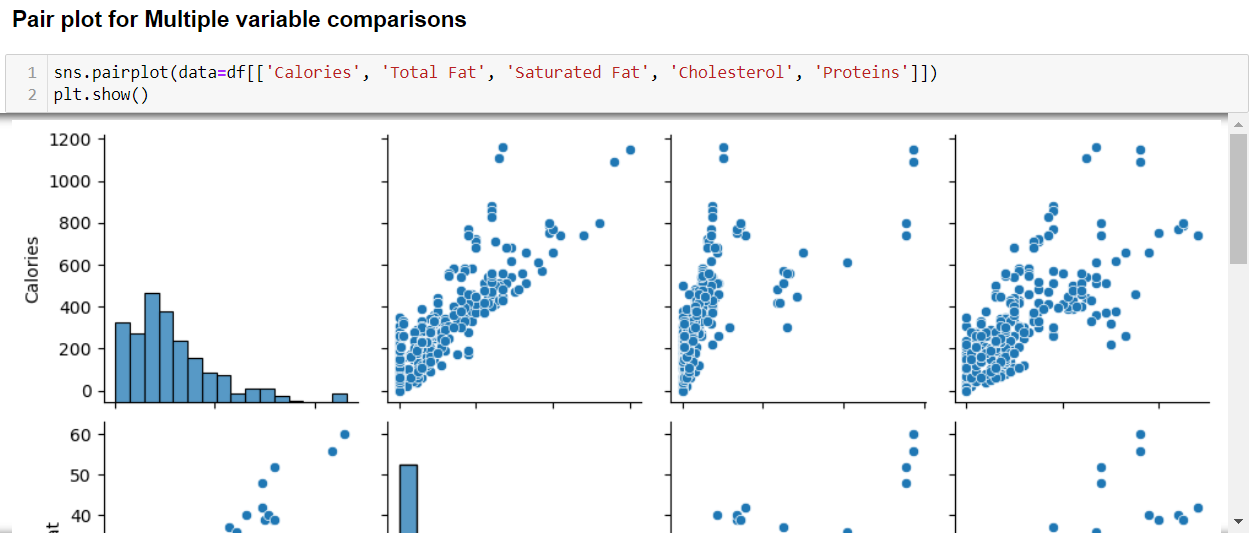 Pair plot for Multiple variable comparisons
1 sns.pairplot(data=df[['Calories', 'Total Fat', 'Saturated Fat', 'Cholesterol', 'Proteins']])
2 plt.show()
1200
1000
800
600
400
200
0
Calories
60
50
40